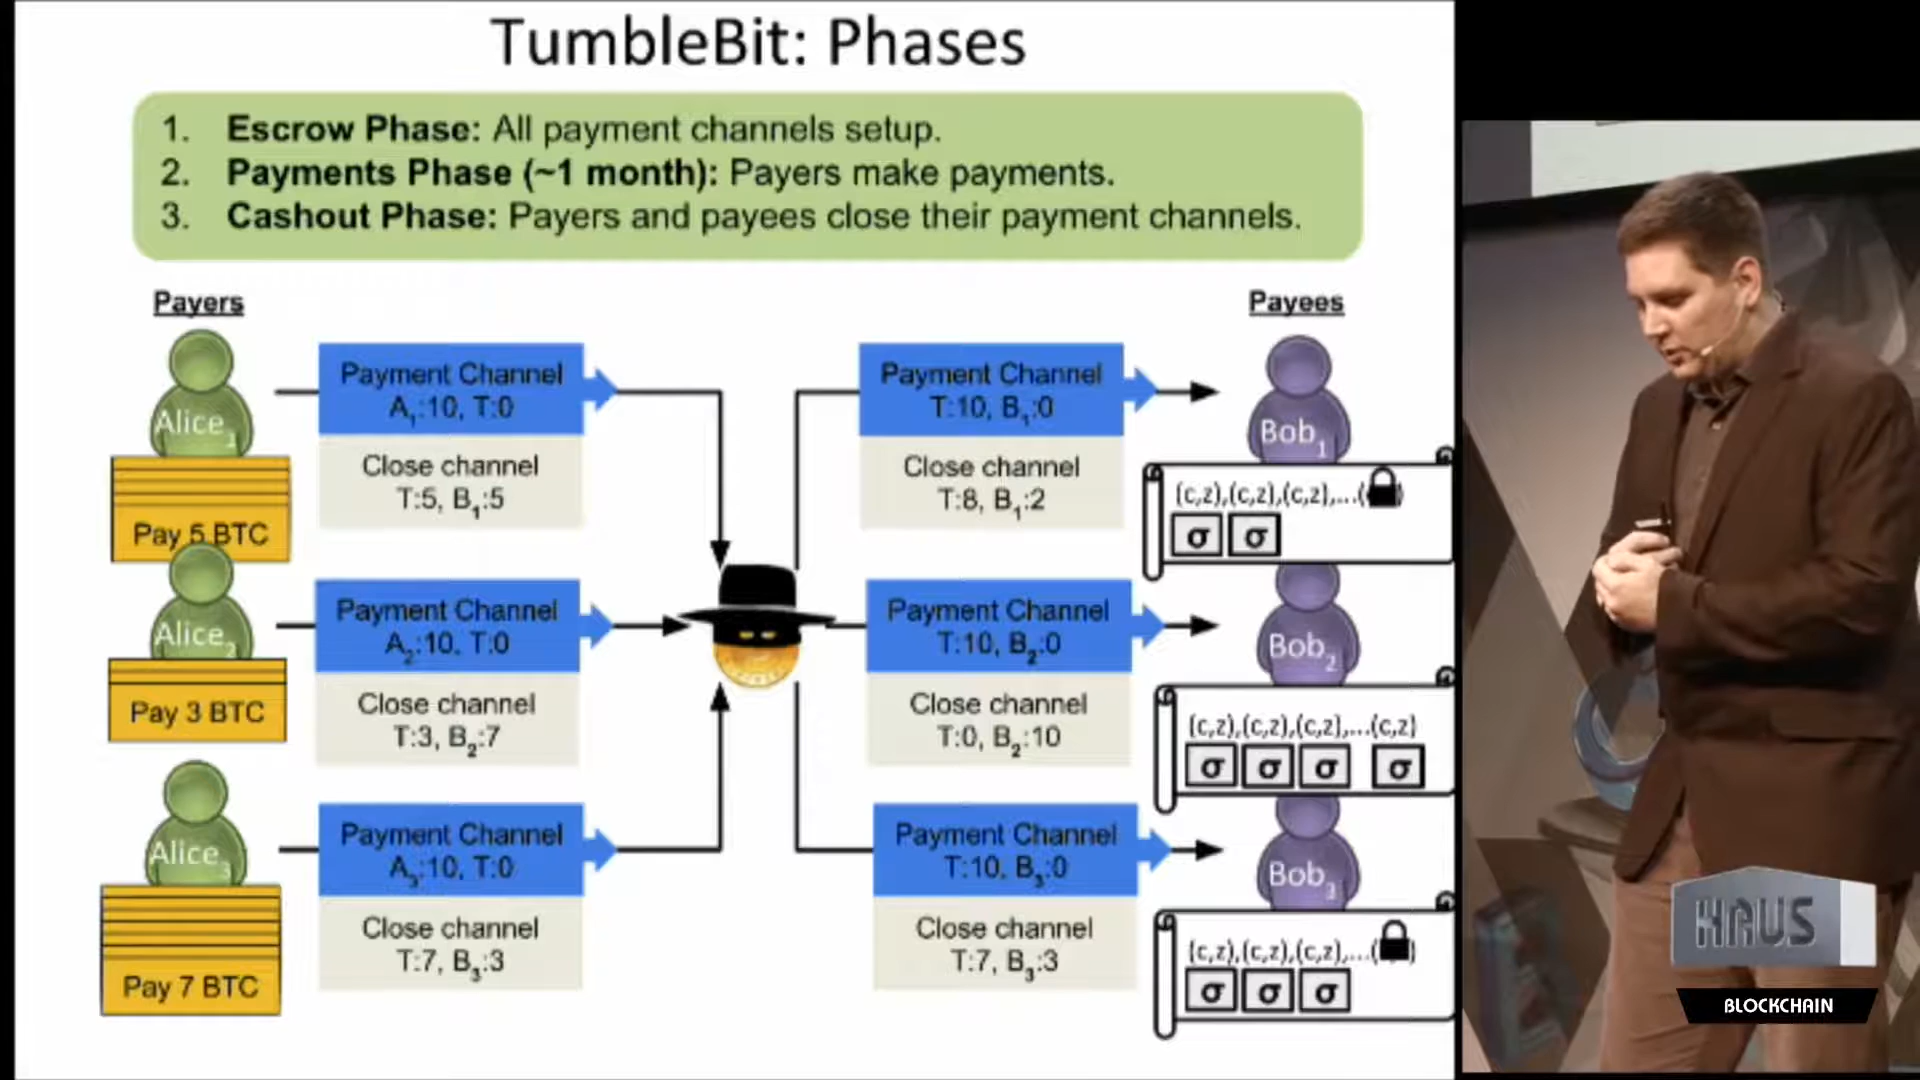 TumbleBit: Phases
1. Escrow Phase: All payment channels setup.
2. Payments Phase (~1 month): Payers make payments.
3. Cashout Phase: Payers and payees close their payment channels.
Payers
Payees
Alice1
Payment Channel
A1:10, T:0
Close channel
T:5, B1:5
Pay 5 BTC
Payment Channel
T:10, B1:0
Close channel
T:8, B1:2
Bob1
(c,z),(c,z),(c,z),...(
σ σ
Alice2
Payment Channel
A2:10, T:0
Close channel
T:3, B2:7
Pay 3 BTC
Payment Channel
T:10, B2:0
Close channel
T:0, B2:10
Bob2
(c,z),(c,z),(c,z),...(c,z)
σ σ σ σ
Alice3
Payment Channel
A3:10, T:0
Close channel
T:7, B3:3
Pay 7 BTC
Payment Channel
T:10, B3:0
Close channel
T:7, B3:3
Bob3
(c,z),(c,z),(c,z),...(
σ σ σ
HAUS
BLOCKCHAIN